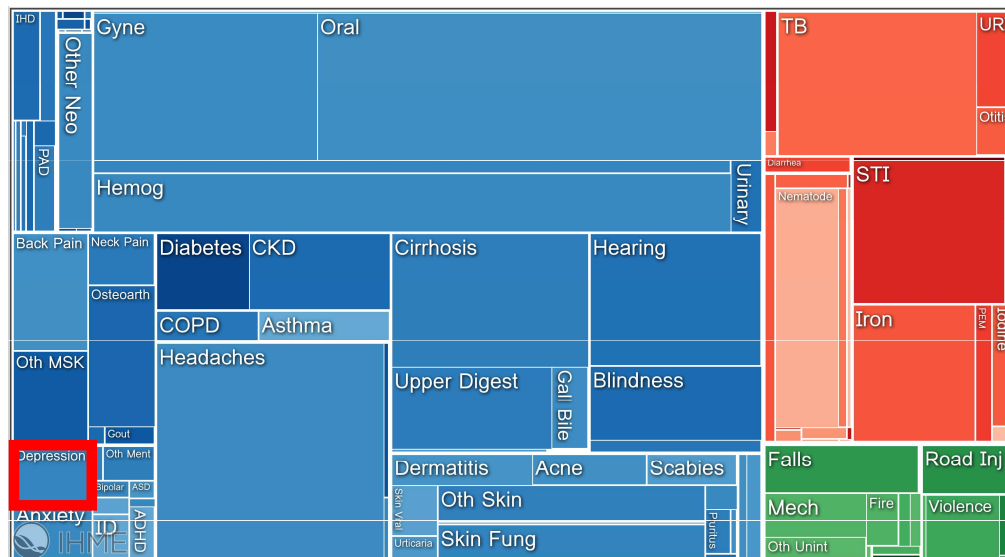 IHD
Other Neo
PAD
Gyne
Oral
Hemog
Urinary
TB
UR
Otiti
Diarrhea
Nematode
STI
Iron
PEM
Iodine
Back Pain
Neck Pain
Osteoarth
Oth MSK
Gout
Diabetes
CKD
COPD
Asthma
Headaches
Cirrhosis
Upper Digest
Gall Bile
Hearing
Blindness
Depression
Oth Ment
Bipolar
ASD
Anxiety
ID
ADHD
Dermatitis
Acne
Scabies
Skin Viral
Oth Skin
Pruritus
Urticaria
Skin Fung
Falls
Road Inj
Mech
Fire
Violence
Oth Unint
IHME